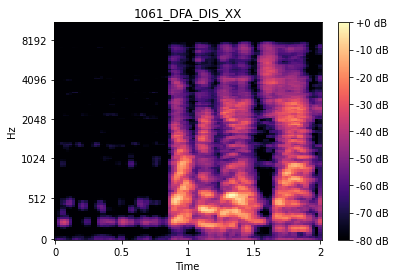 1061_DFA_DIS_XX
+0 dB
8192
-10 dB
4096
-20 dB
-30 dB
2048
Hz
-40 dB
1024
-50 dB
512
-60 dB
-70 dB
0
-80 dB
0
0.5
1
1.5
2
Time